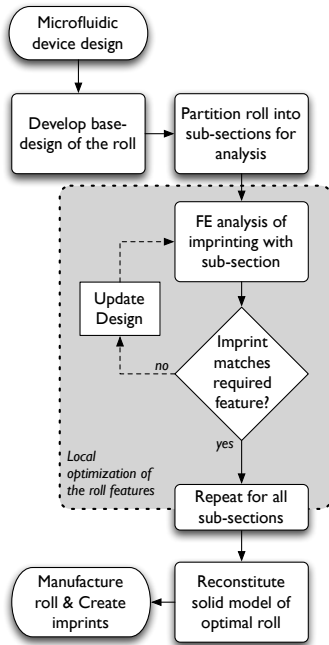 Microfluidic
device design
Develop base-
design of the roll
Partition roll into
sub-sections for
analysis
FE analysis of
imprinting with
sub-section
Update
Design
Imprint
matches
required
feature?
no
yes
Local
optimization of
the roll features
Repeat for all
sub-sections
Reconstitute
solid model of
optimal roll
Manufacture
roll & Create
imprints